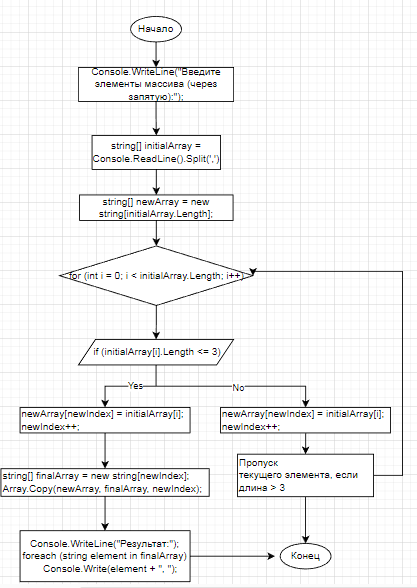 Начало
Console.WriteLine("Введите
элементы массива (через
запятую):");
string[] initialArray =
Console.ReadLine().Split(',')
string[] newArray = new
string[initialArray.Length];
for (int i = 0; i < initialArray.Length; i++)
if (initialArray[i].Length <= 3)
Yes
No
newArray[newIndex] = initialArray[i];
newIndex++;
newArray[newIndex] = initialArray[i];
newIndex++;
string[] finalArray = new string[newIndex];
Array.Copy(newArray, finalArray, newIndex);
Пропуск
текущего элемента, если
длина > 3
Console.WriteLine("Результат:");
foreach (string element in finalArray)
Console.Write(element + ", ");
Конец